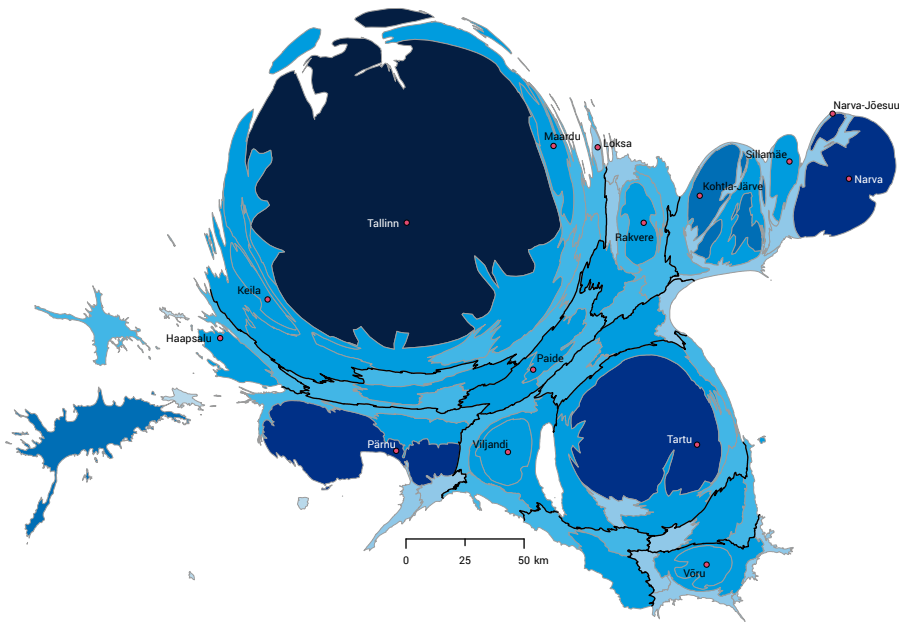 Narva-Jõesuu
Maardu
Loksa
Sillamäe
Narva
Kohtla-Järve
Tallinn
Rakvere
Keila
Haapsalu
Paide
Pärnu
Viljandi
Tartu
0 25 50 km
Võru